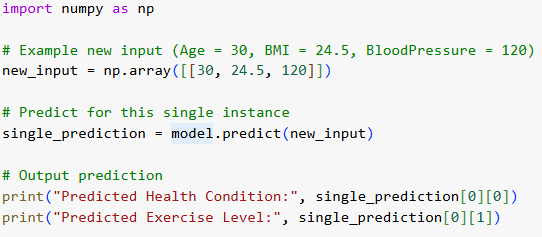 import numpy as np
# Example new input (Age = 30, BMI = 24.5, BloodPressure = 120)
new_input = np.array([[30, 24.5, 120]])
# Predict for this single instance
single_prediction = model.predict(new_input)
# Output prediction
print("Predicted Health Condition:", single_prediction[0][0])
print("Predicted Exercise Level:", single_prediction[0][1])